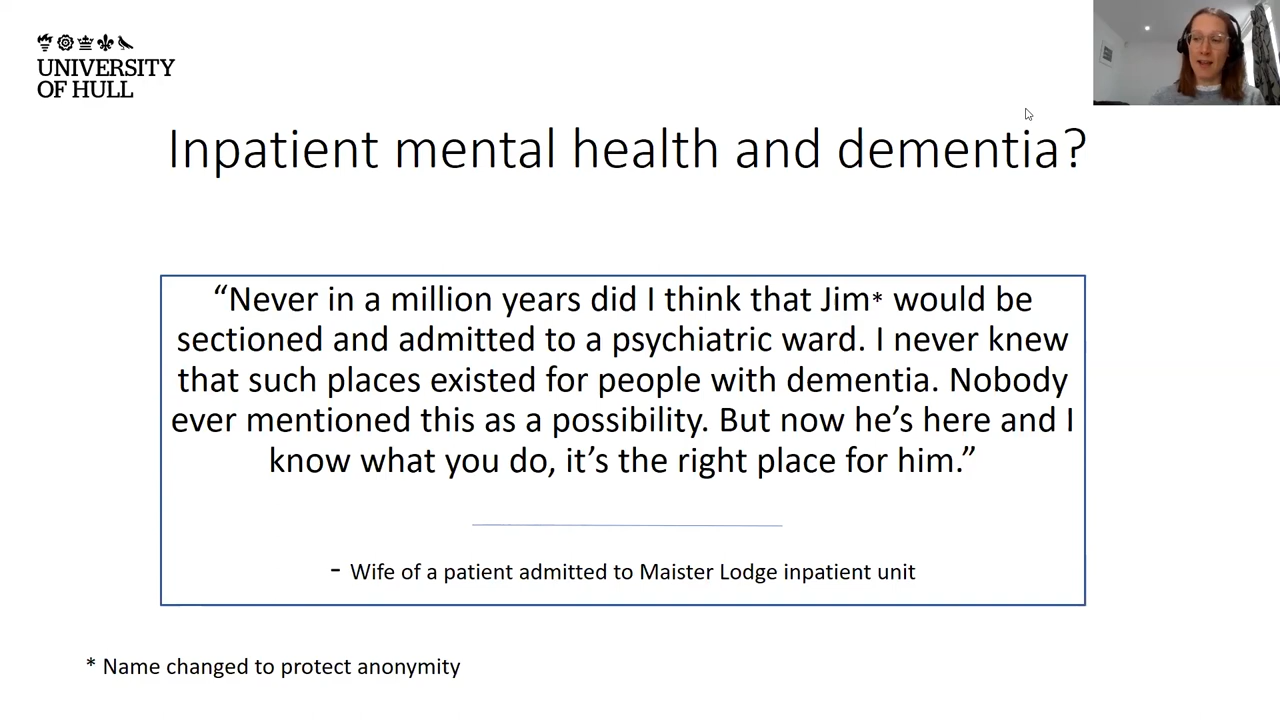 UNIVERSITY
OF HULL
Inpatient mental health and dementia?
“Never in a million years did I think that Jim* would be
sectioned and admitted to a psychiatric ward. I never knew
that such places existed for people with dementia. Nobody
ever mentioned this as a possibility. But now he’s here and I
know what you do, it’s the right place for him.”
- Wife of a patient admitted to Maister Lodge inpatient unit
* Name changed to protect anonymity